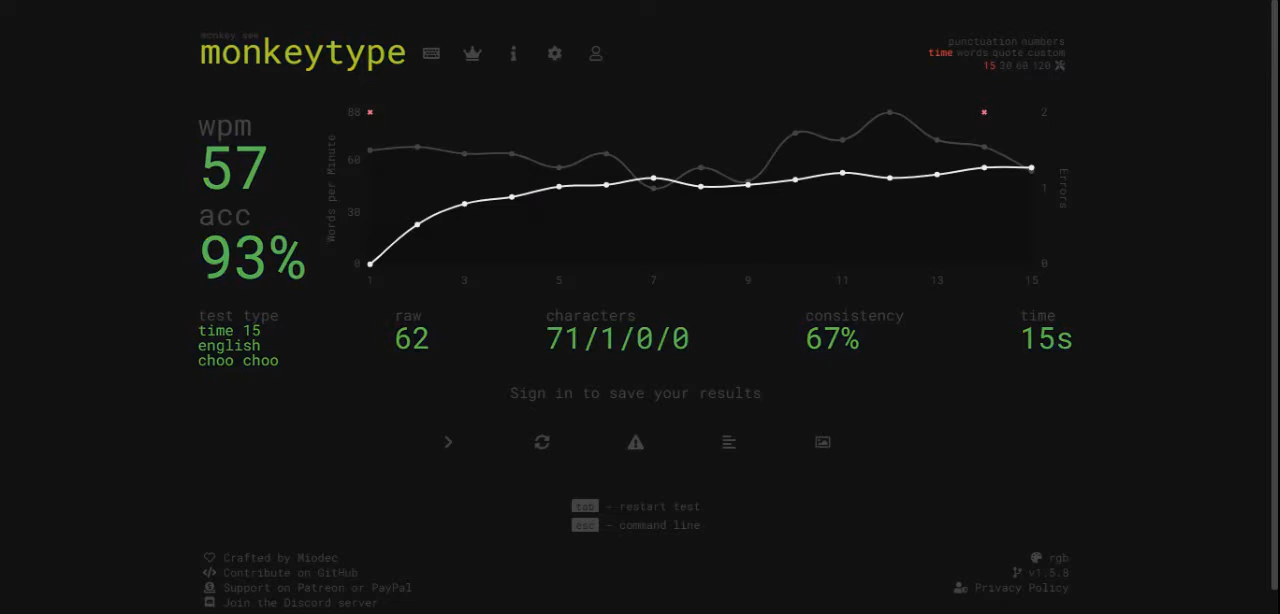 monkey see
monkeytype
punctuation numbers
time words quote custom
15 30 60 120
wpm
57
acc
93%
88
60
30
0
Words per Minute
2
1
0
Errors
1 3 5 7 9 11 13 15
test type
time 15
english
choo choo
raw
62
characters
71/1/0/0
consistency
67%
time
15s
Sign in to save your results
tab - restart test
esc - command line
Crafted by Miodec
Contribute on GitHub
Support on Patreon or PayPal
Join the Discord server
rgb
v1.5.8
Privacy Policy